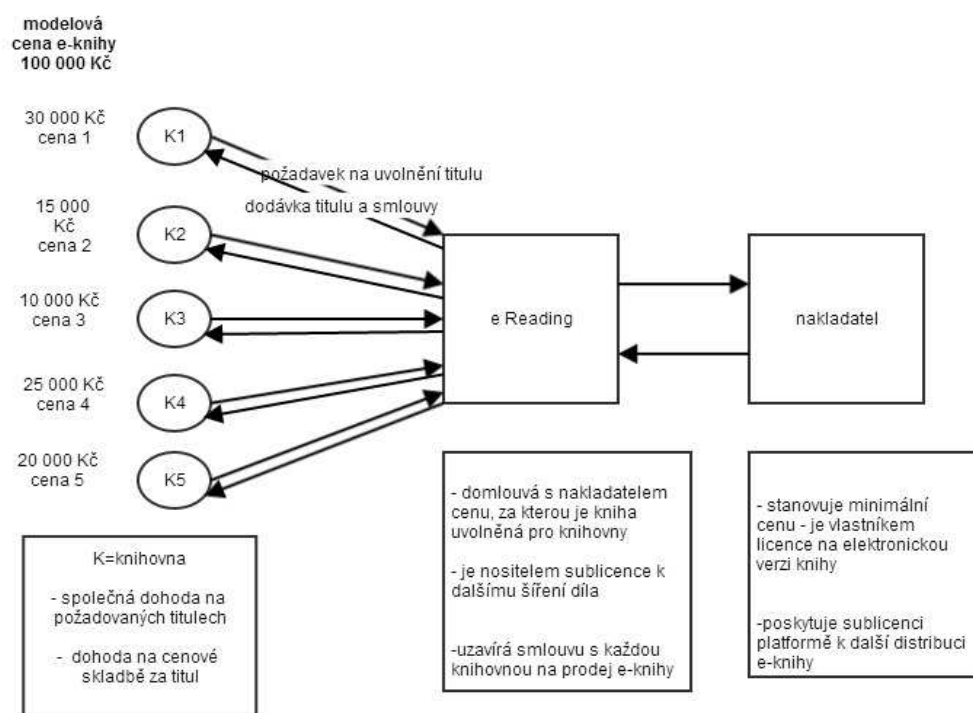 modelová
cena e-knihy
100 000 Kč
30 000 Kč
cena 1
K1
požadavek na uvolnění titulu
dodávka titulu a smlouvy
15 000
Kč
cena 2
K2
10 000 Kč
cena 3
K3
e Reading
nakladatel
25 000 Kč
cena 4
K4
20 000 Kč
cena 5
K5
K=knihovna
- společná dohoda na
požadovaných titulech
- dohoda na cenové
skladbě za titul
- domlouvá s nakladatelem
cenu, za kterou je kniha
uvolněná pro knihovny
- je nositelem sublicence k
dalšímu šíření díla
-uzavírá smlouvu s každou
knihovnou na prodej e-knihy
- stanovuje minimální
cenu - je vlastníkem
licence na elektronickou
verzi knihy
-poskytuje sublicenci
platformě k další distribuci
e-knihy